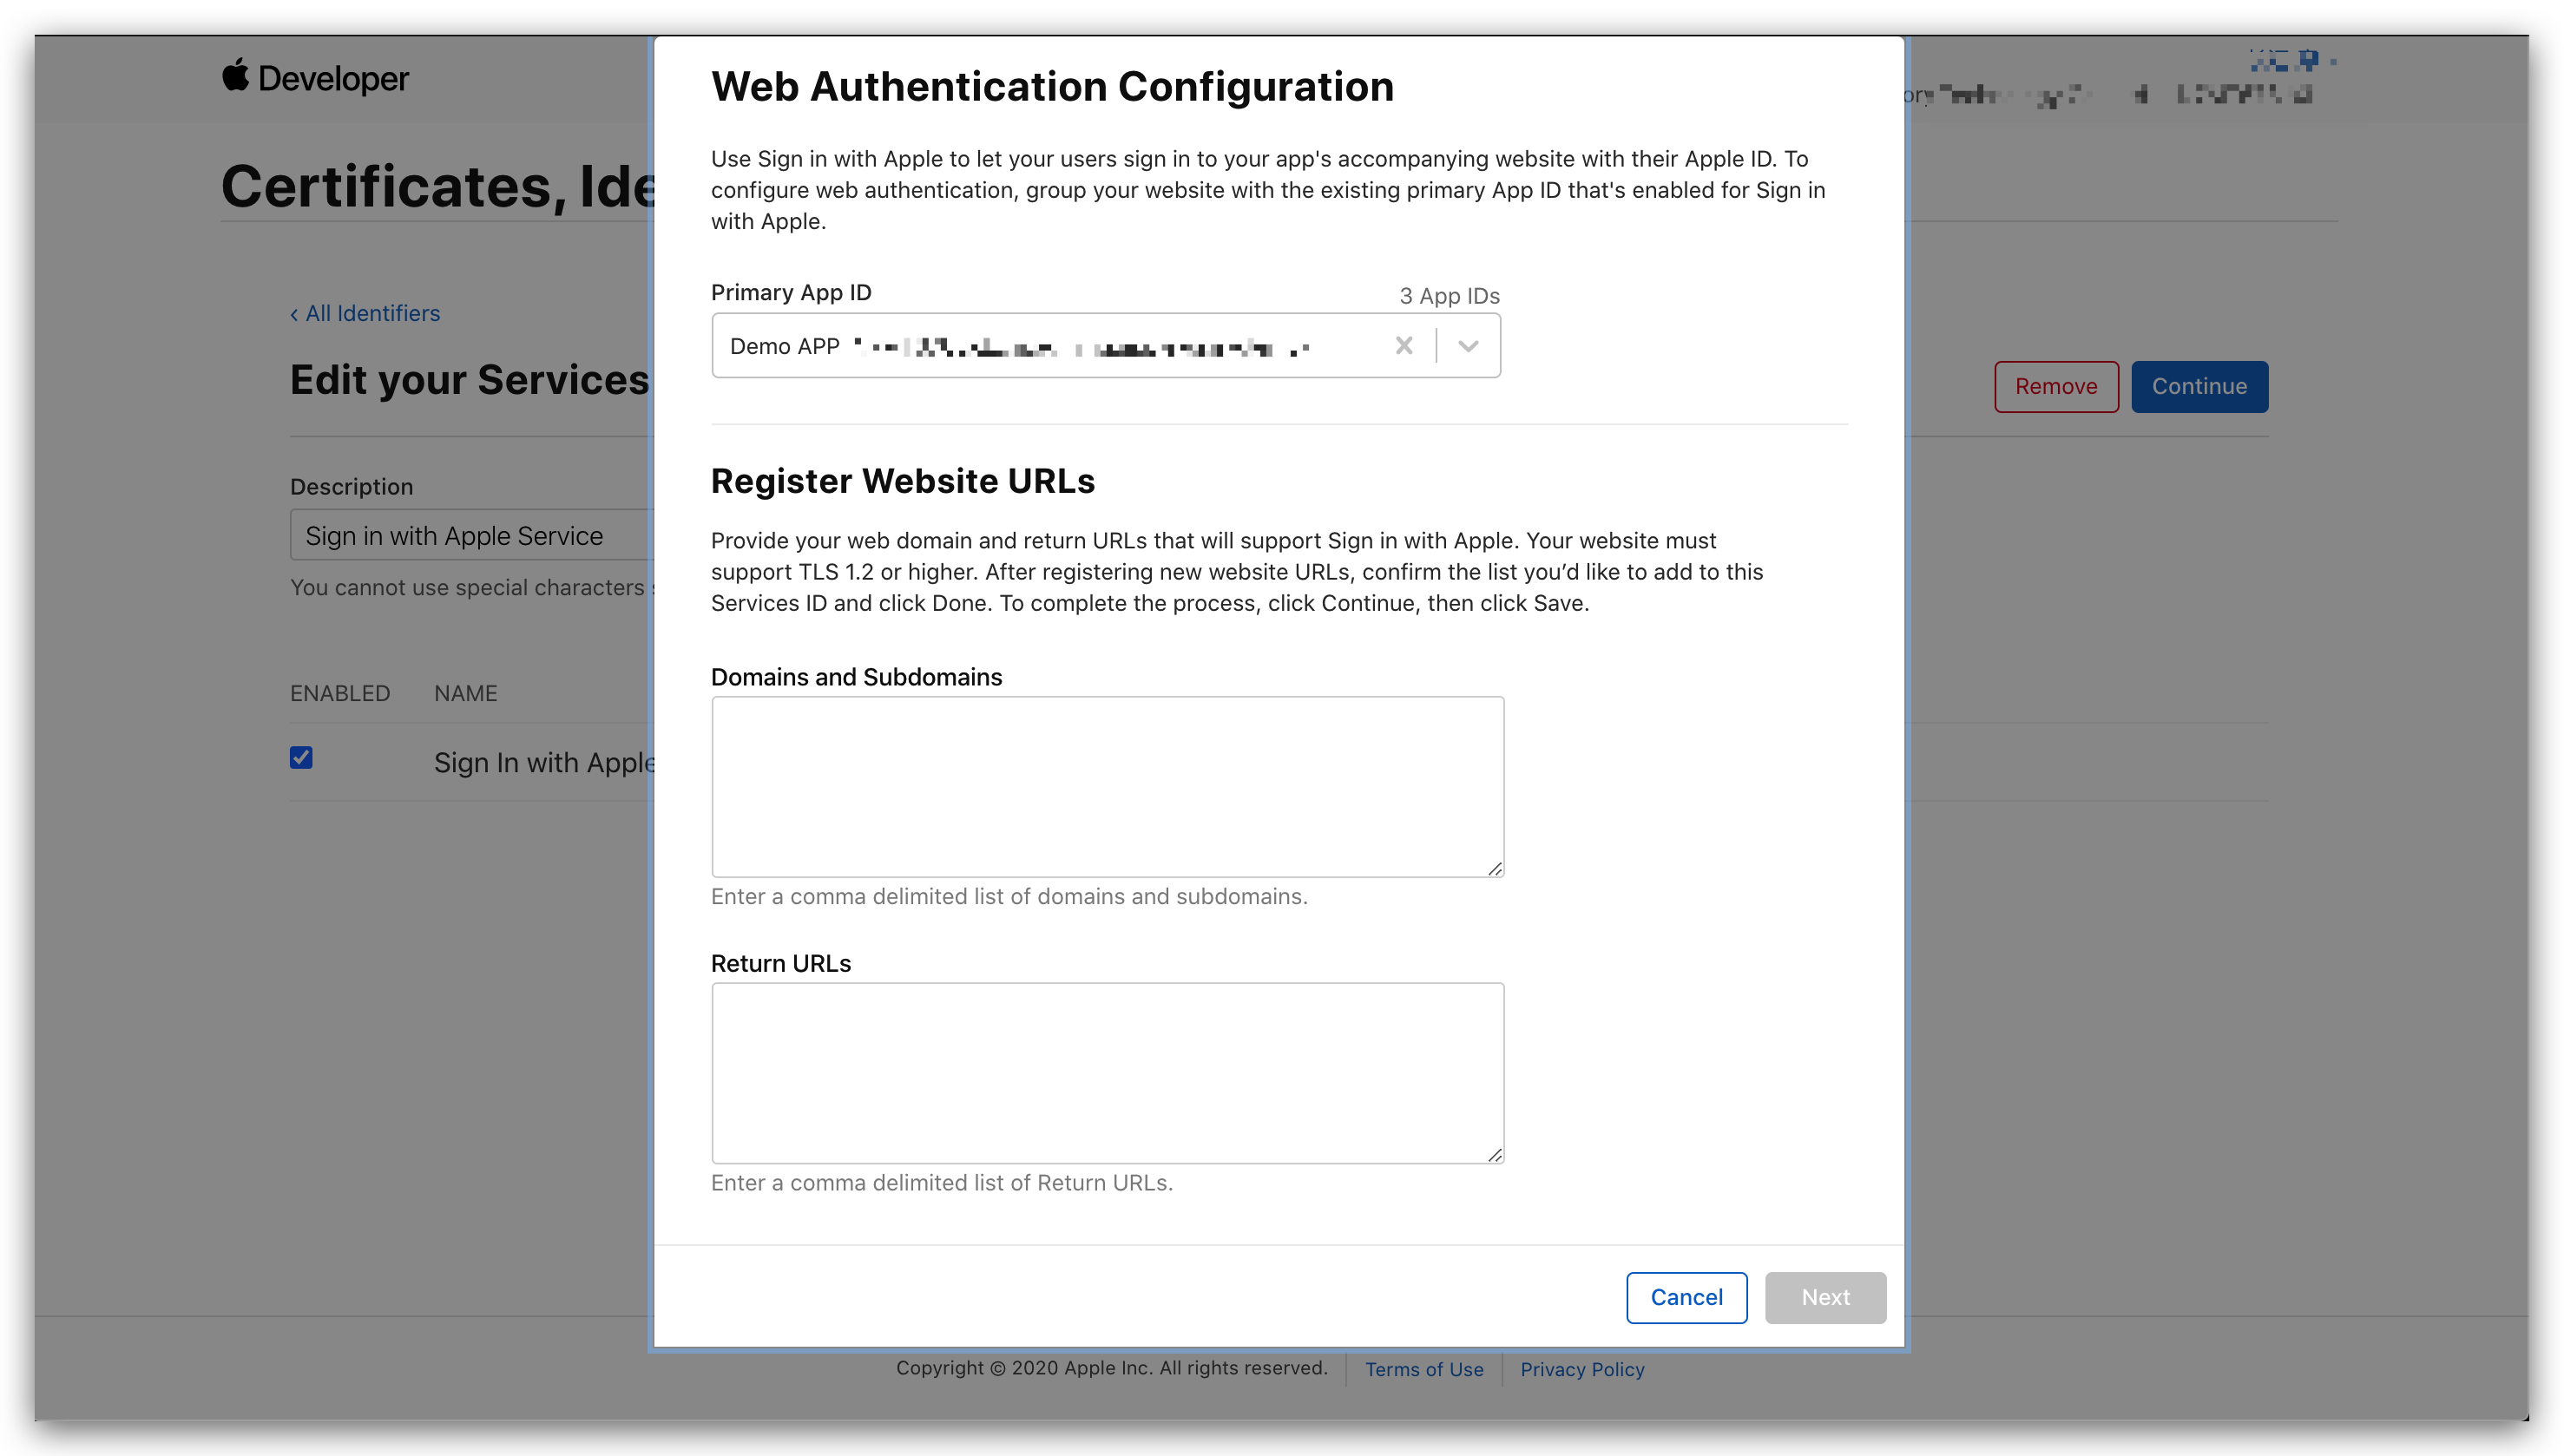 Developer
Certificates, Ide
‹ All Identifiers
Edit your Services
Remove
Continue
Description
Sign in with Apple Service
You cannot use special characters
ENABLED NAME
Sign In with Apple
Web Authentication Configuration
Use Sign in with Apple to let your users sign in to your app's accompanying website with their Apple ID. To
configure web authentication, group your website with the existing primary App ID that's enabled for Sign in
with Apple.
Primary App ID
3 App IDs
Demo APP
Register Website URLs
Provide your web domain and return URLs that will support Sign in with Apple. Your website must
support TLS 1.2 or higher. After registering new website URLs, confirm the list you’d like to add to this
Services ID and click Done. To complete the process, click Continue, then click Save.
Domains and Subdomains
Enter a comma delimited list of domains and subdomains.
Return URLs
Enter a comma delimited list of Return URLs.
Cancel
Next
Copyright © 2020 Apple Inc. All rights reserved.
Terms of Use
Privacy Policy